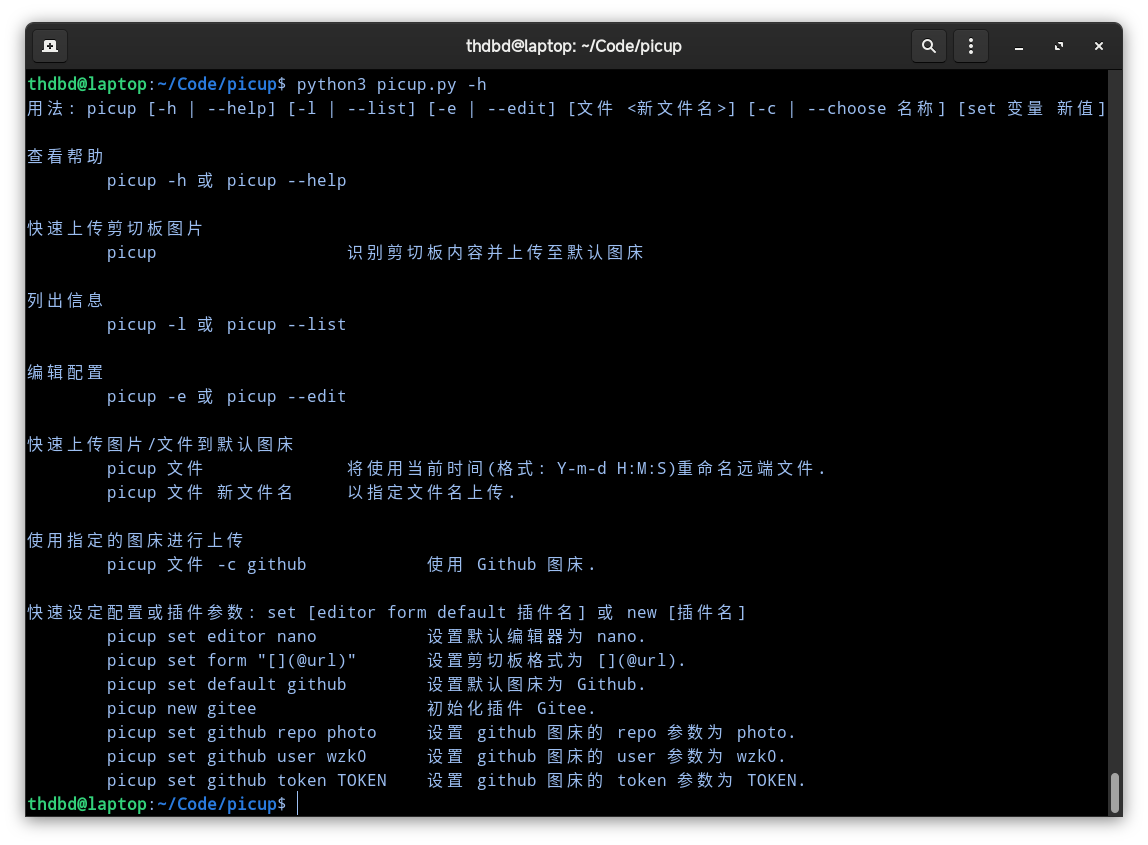 thdbd@laptop: ~/Code/picup
thdbd@laptop:~/Code/picup$ python3 picup.py -h
用法: picup [-h | --help] [-l | --list] [-e | --edit] [文件 <新文件名>] [-c | --choose 名称] [set 变量 新值]
查看帮助
picup -h 或 picup --help
快速上传剪切板图片
picup 识别剪切板内容并上传至默认图床
列出信息
picup -l 或 picup --list
编辑配置
picup -e 或 picup --edit
快速上传图片/文件到默认图床
picup 文件 将使用当前时间(格式: Y-m-d H:M:S)重命名远端文件.
picup 文件 新文件名 以指定文件名上传.
使用指定的图床进行上传
picup 文件 -c github 使用 Github 图床.
快速设定配置或插件参数: set [editor form default 插件名] 或 new [插件名]
picup set editor nano 设置默认编辑器为 nano.
picup set form "[](@url)" 设置剪切板格式为 [](@url).
picup set default github 设置默认图床为 Github.
picup new gitee 初始化插件 Gitee.
picup set github repo photo 设置 github 图床的 repo 参数为 photo.
picup set github user wzk0 设置 github 图床的 user 参数为 wzk0.
picup set github token TOKEN 设置 github 图床的 token 参数为 TOKEN.
thdbd@laptop:~/Code/picup$